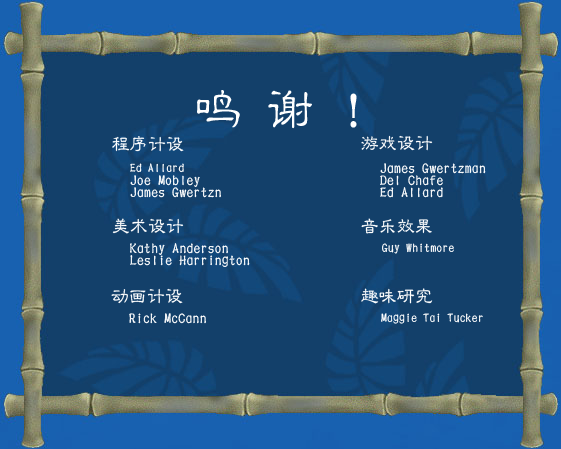 鸣 谢 !
程序计设
Ed Allard
Joe Mobley
James Gwertzn
游戏设计
James Gwertzman
Del Chafe
Ed Allard
美术设计
Kathy Anderson
Leslie Harrington
音乐效果
Guy Whitmore
动画计设
Rick McCann
趣味研究
Maggie Tai Tucker